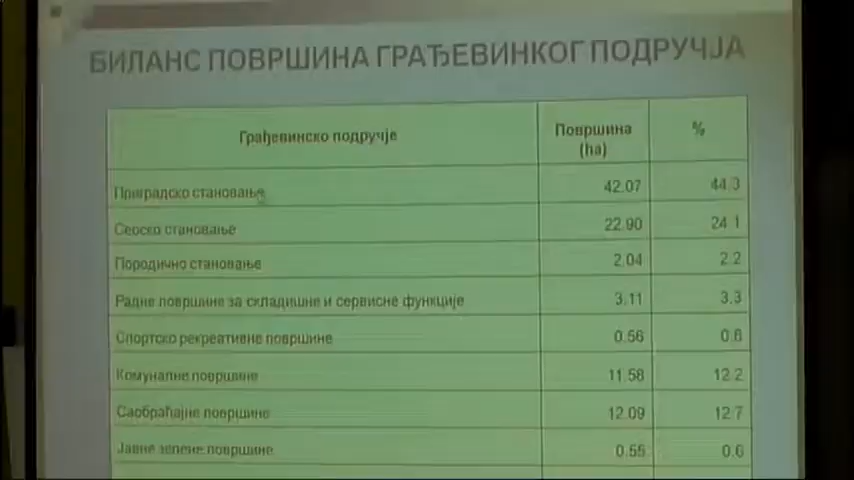 БИЛАНС ПОВРШИНА ГРАЂЕВИНКОГ ПОДРУЧЈА
Грађевинско подручје Површина (ha) %
Приградско становање 42.07 44.3
Сеоско становање 22.90 24.1
Породично становање 2.04 2.2
Радне површине за складишне и сервисне функције 3.11 3.3
Спортско рекреативне површине 0.56 0.6
Комуналне површине 11.58 12.2
Саобраћајне површине 12.09 12.7
Јавне зелене површине 0.55 0.6